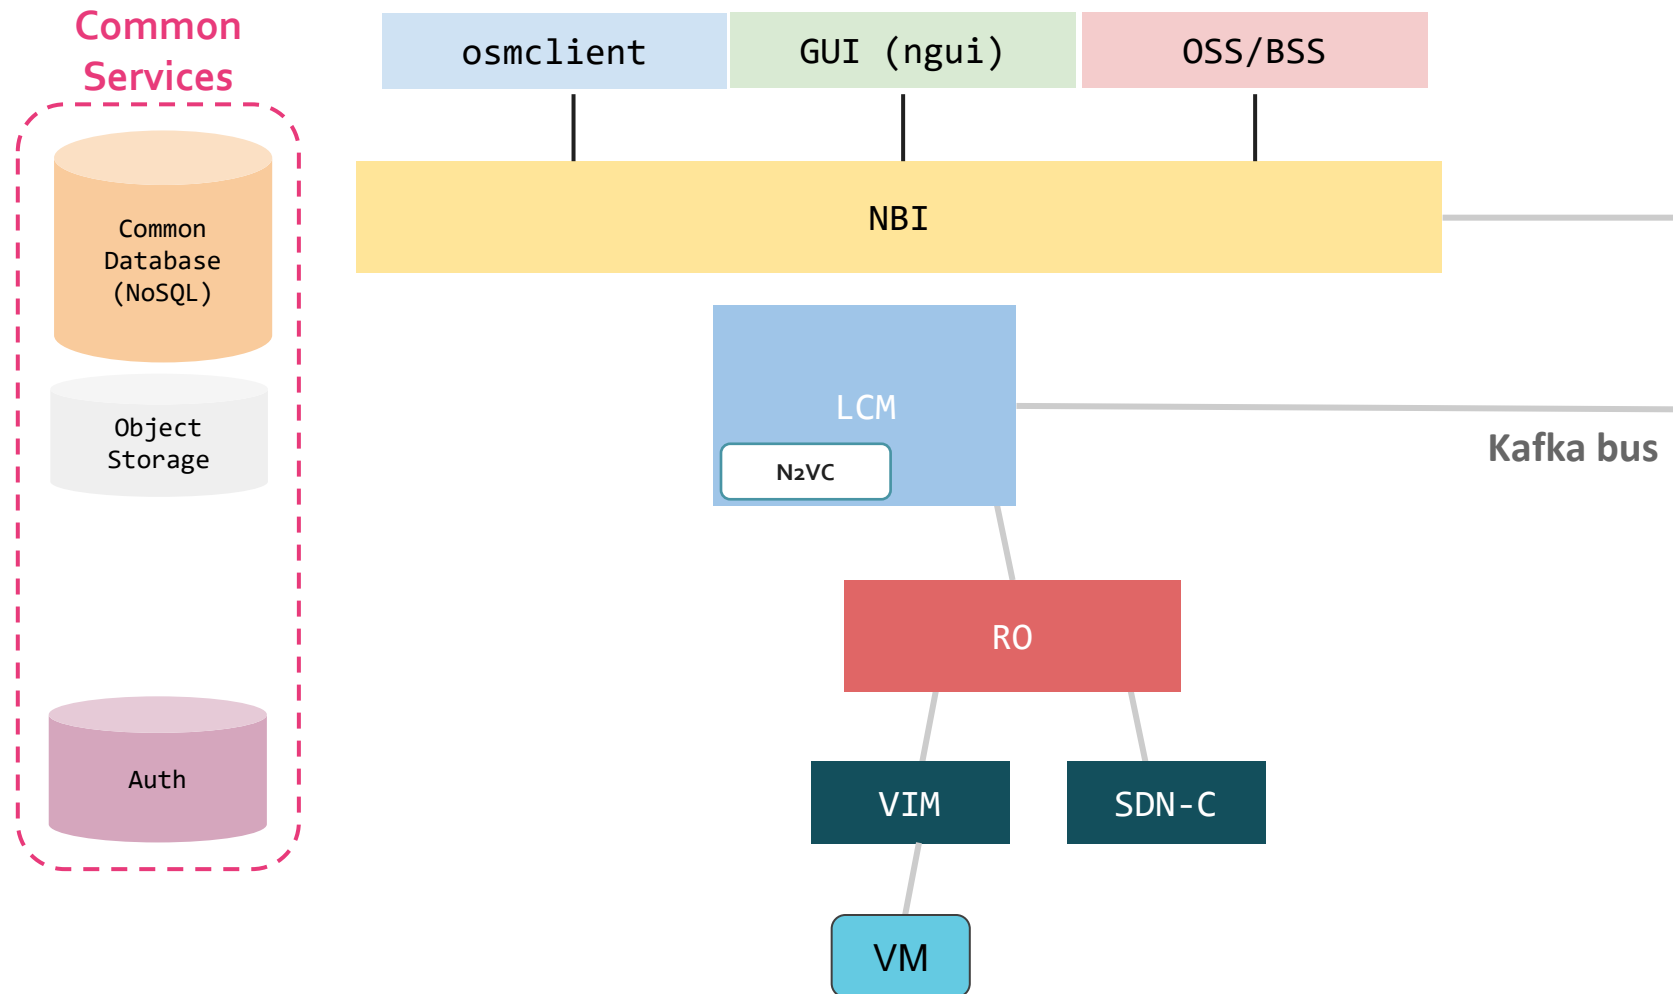 Common
Services
osmclient
GUI (ngui)
OSS/BSS
NBI
Common
Database
(NoSQL)
LCM
Kafka bus
Object
Storage
N2VC
RO
Auth
VIM
SDN-C
VM